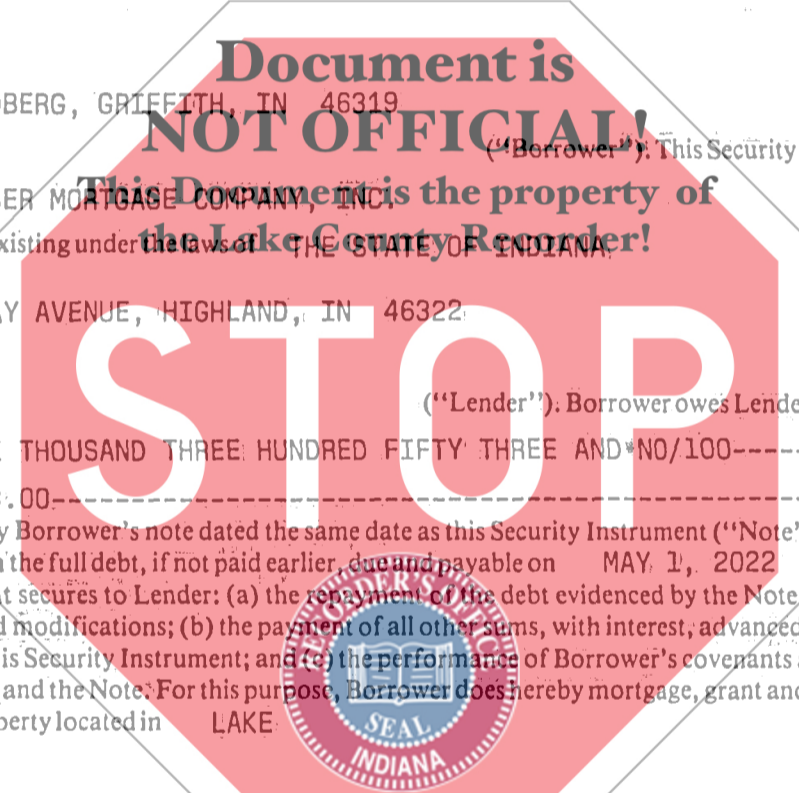 Document is
BERG, GRIFFITH, IN 46319
NOT OFFICIAL!
("Borrower"). This Security
This Document is the property of
ER MORTGAGE COMPANY, INC.
the Lake County Recorder!
xisting under the laws of THE STATE OF INDIANA
Y AVENUE, HIGHLAND, IN 46322
STOP
("Lender"). Borrower owes Lende
THOUSAND THREE HUNDRED FIFTY THREE AND*NO/100-----
.00--------------------------------------------------
y Borrower's note dated the same date as this Security Instrument ("Note"
the full debt, if not paid earlier, due and payable on MAY 1, 2022
t secures to Lender: (a) the repayment of the debt evidenced by the Note,
d modifications; (b) the payment of all other sums, with interest, advanced
is Security Instrument; and (c) the performance of Borrower's covenants
and the Note. For this purpose, Borrower does hereby mortgage, grant and
perty located in LAKE
RECORDER'S OFFICE
SEAL
INDIANA